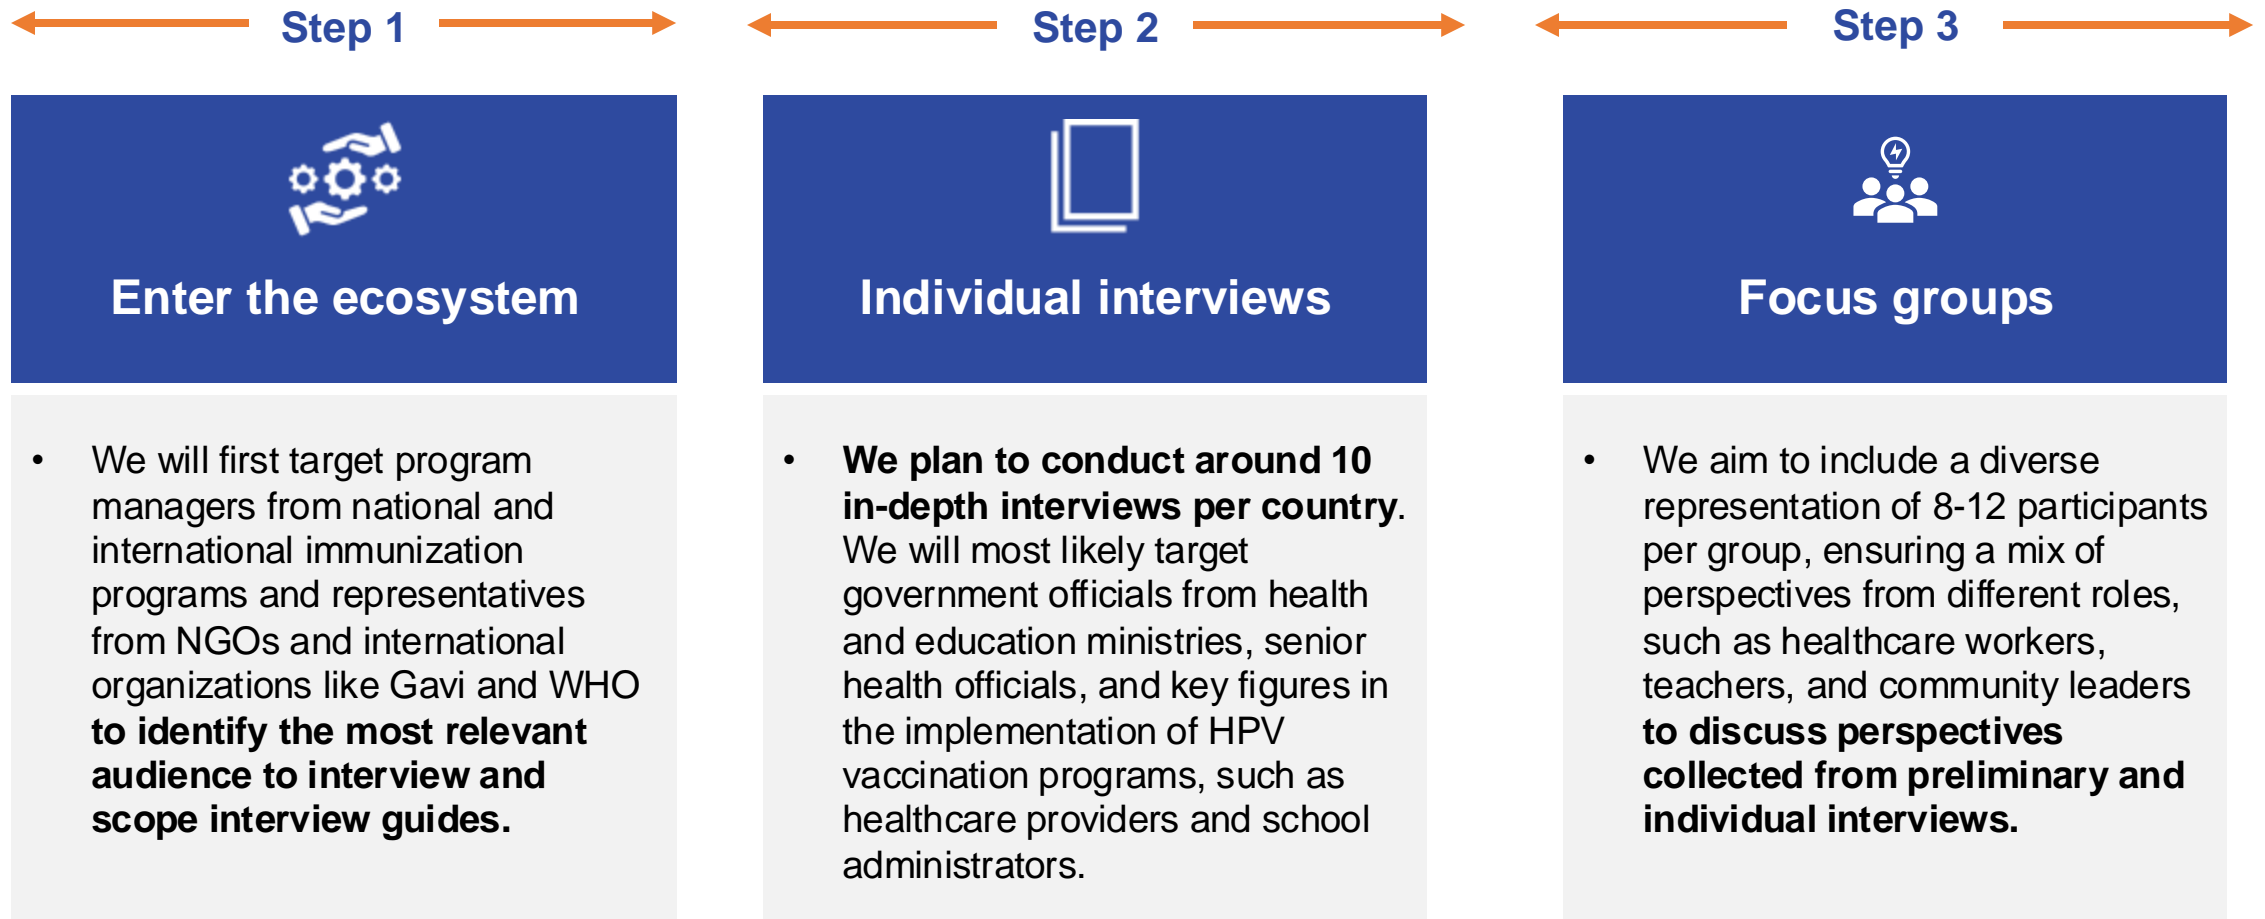 Step 1
Enter the ecosystem
• We will first target program
managers from national and
international immunization
programs and representatives
from NGOs and international
organizations like Gavi and WHO
to identify the most relevant
audience to interview and
scope interview guides.
Step 2
Individual interviews
• We plan to conduct around 10
in-depth interviews per country.
We will most likely target
government officials from health
and education ministries, senior
health officials, and key figures in
the implementation of HPV
vaccination programs, such as
healthcare providers and school
administrators.
Step 3
Focus groups
• We aim to include a diverse
representation of 8-12 participants
per group, ensuring a mix of
perspectives from different roles,
such as healthcare workers,
teachers, and community leaders
to discuss perspectives
collected from preliminary and
individual interviews.